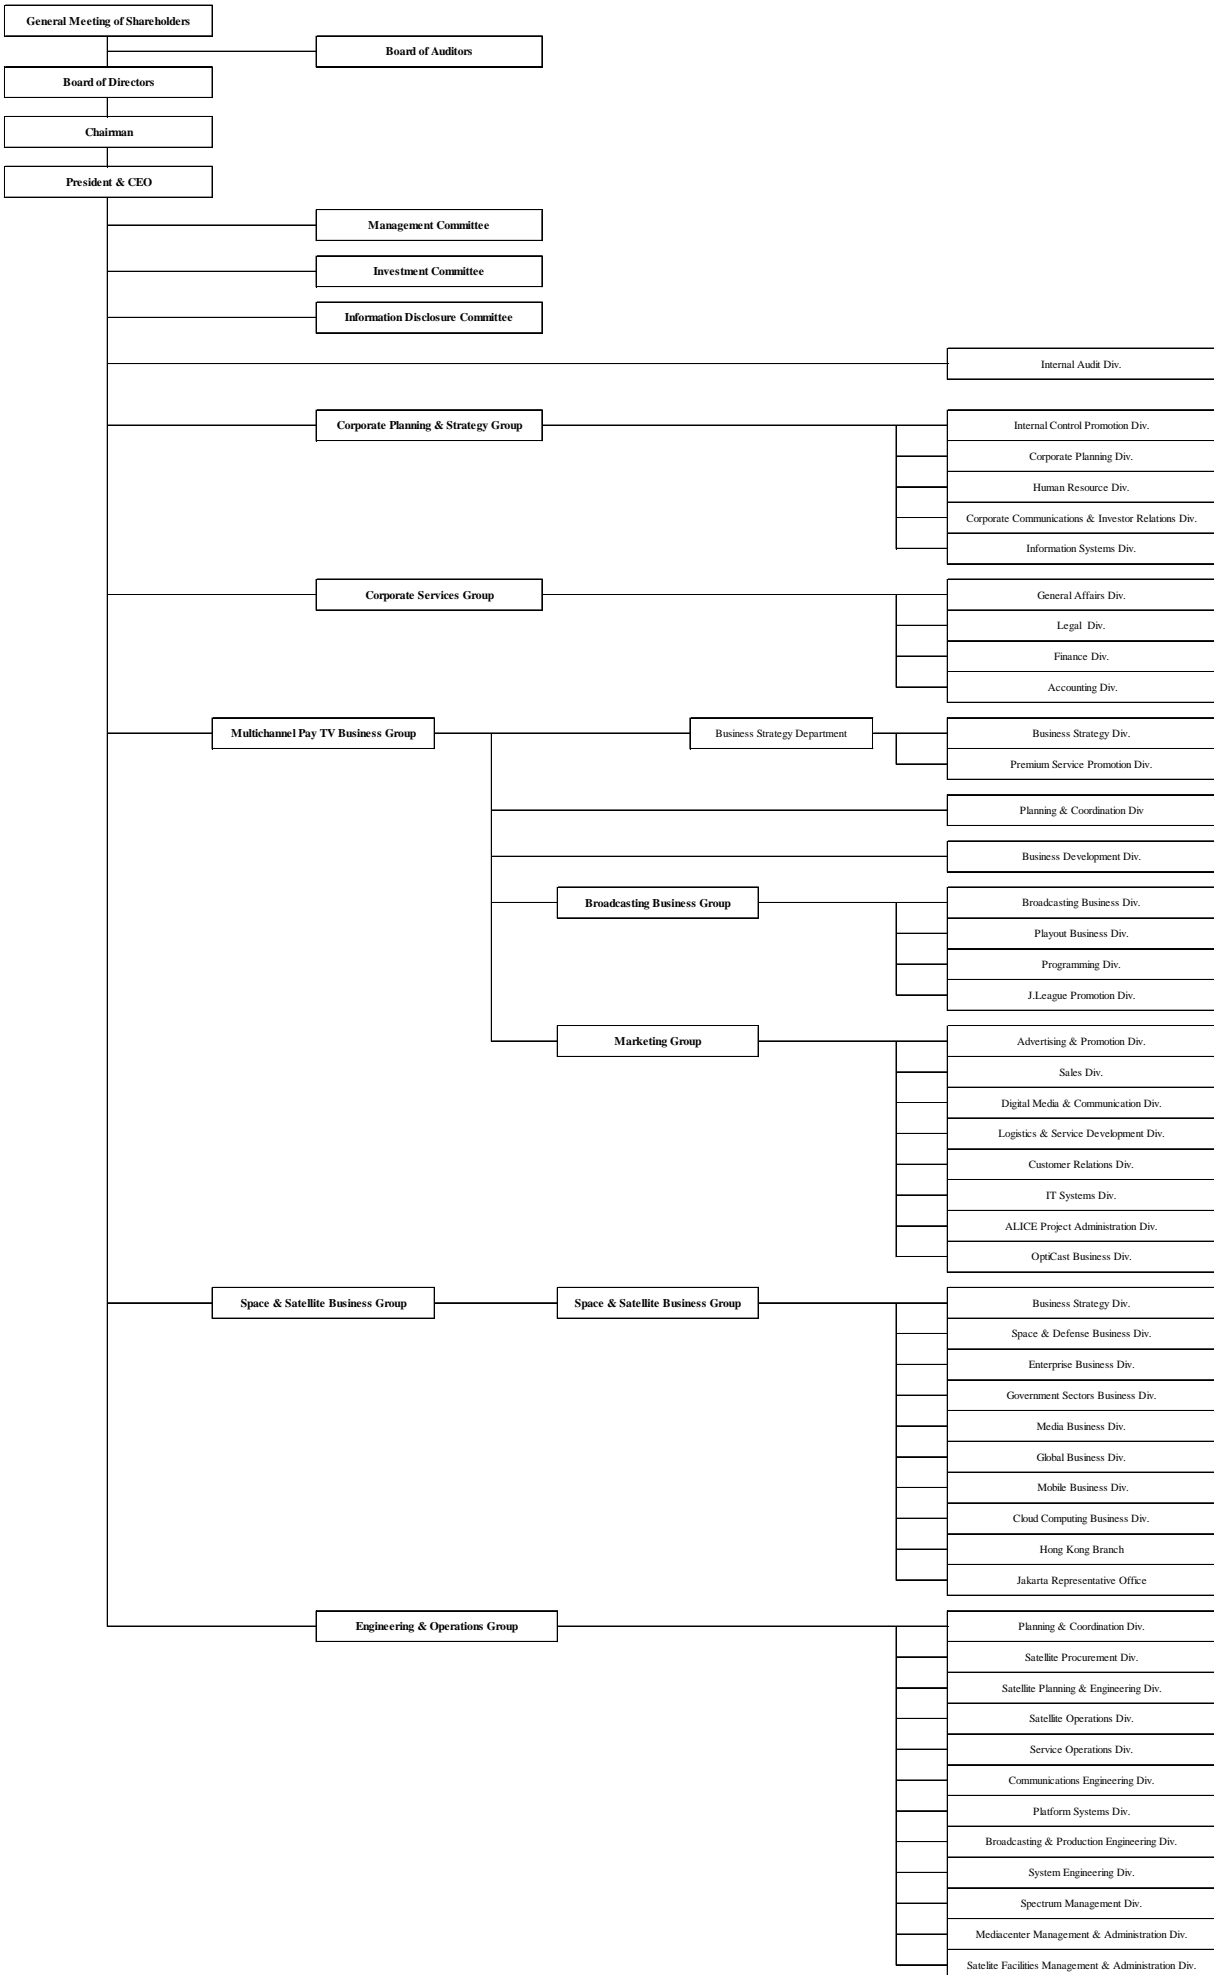 General Meeting of Shareholders
Board of Auditors
Board of Directors
Chairman
President & CEO
Management Committee
Investment Committee
Information Disclosure Committee
Internal Audit Div.
Corporate Planning & Strategy Group
Internal Control Promotion Div.
Corporate Planning Div.
Human Resource Div.
Corporate Communications & Investor Relations Div.
Information Systems Div.
Corporate Services Group
General Affairs Div.
Legal Div.
Finance Div.
Accounting Div.
Multichannel Pay TV Business Group
Business Strategy Department
Business Strategy Div.
Premium Service Promotion Div.
Planning & Coordination Div
Business Development Div.
Broadcasting Business Group
Broadcasting Business Div.
Playout Business Div.
Programming Div.
J.League Promotion Div.
Marketing Group
Advertising & Promotion Div.
Sales Div.
Digital Media & Communication Div.
Logistics & Service Development Div.
Customer Relations Div.
IT Systems Div.
ALICE Project Administration Div.
OptiCast Business Div.
Space & Satellite Business Group
Space & Satellite Business Group
Business Strategy Div.
Space & Defense Business Div.
Enterprise Business Div.
Government Sectors Business Div.
Media Business Div.
Global Business Div.
Mobile Business Div.
Cloud Computing Business Div.
Hong Kong Branch
Jakarta Representative Office
Engineering & Operations Group
Planning & Coordination Div.
Satellite Procurement Div.
Satellite Planning & Engineering Div.
Satellite Operations Div.
Service Operations Div.
Communications Engineering Div.
Platform Systems Div.
Broadcasting & Production Engineering Div.
System Engineering Div.
Spectrum Management Div.
Mediacenter Management & Administration Div.
Satelite Facilities Management & Administration Div.